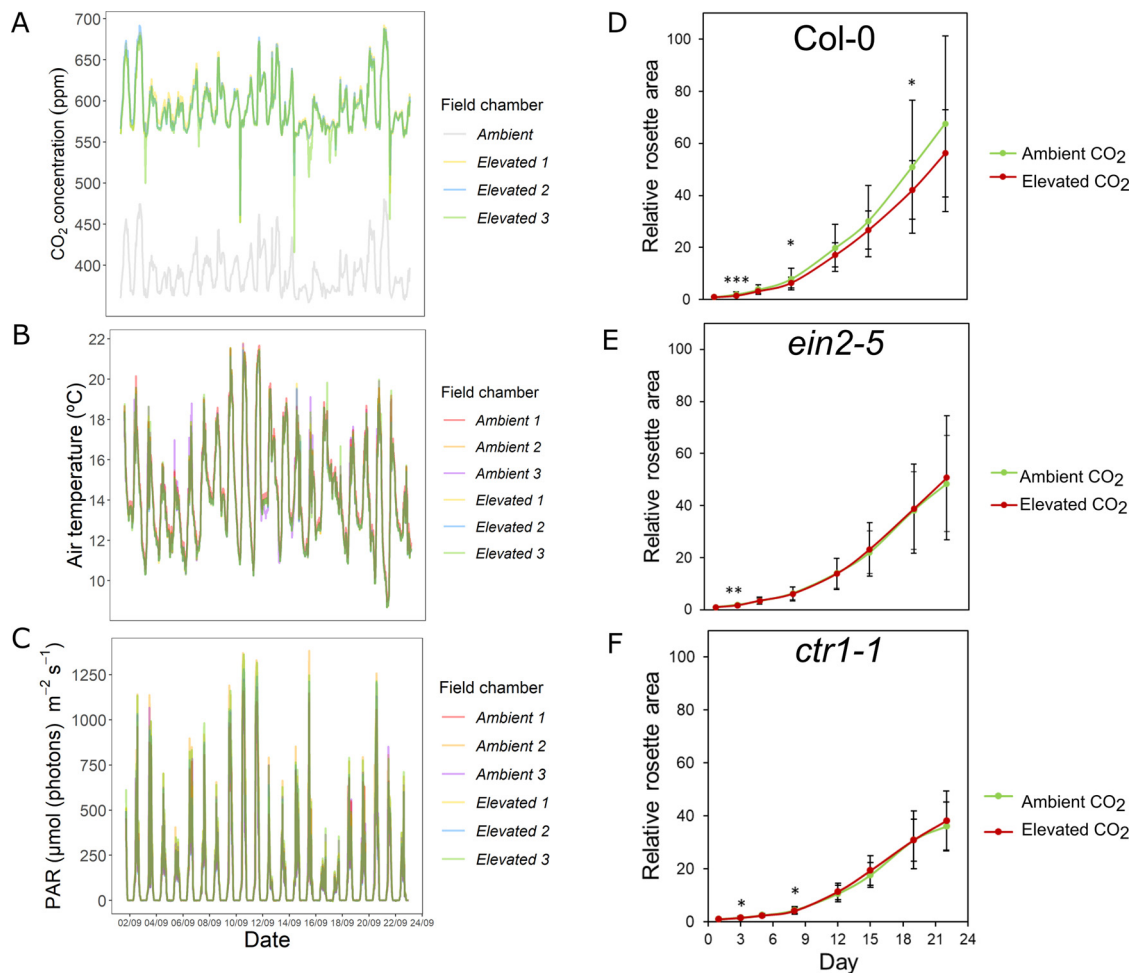 A
CO₂ concentration (ppm)
700
650
600
550
500
450
400
Field chamber
Ambient
Elevated 1
Elevated 2
Elevated 3
B
Air temperature (ºC)
22
20
18
16
14
12
10
Field chamber
Ambient 1
Ambient 2
Ambient 3
Elevated 1
Elevated 2
Elevated 3
C
PAR (µmol (photons) m⁻² s⁻¹)
1250
1000
750
500
250
0
02/09 04/09 06/09 08/09 10/09 12/09 14/09 16/09 18/09 20/09 22/09 24/09
Date
Field chamber
Ambient 1
Ambient 2
Ambient 3
Elevated 1
Elevated 2
Elevated 3
D
Col-0
Relative rosette area
100
80
60
40
20
0
***
*
*
Ambient CO₂
Elevated CO₂
E
ein2-5
Relative rosette area
100
80
60
40
20
0
**
Ambient CO₂
Elevated CO₂
F
ctr1-1
Relative rosette area
100
80
60
40
20
0
*
*
0 3 6 9 12 15 18 21 24
Day
Ambient CO₂
Elevated CO₂